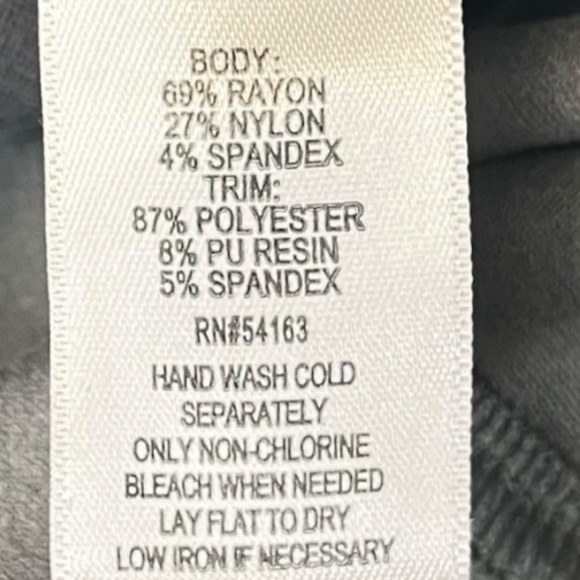 BODY:
69% RAYON
27% NYLON
4% SPANDEX
TRIM:
87% POLYESTER
8% PU RESIN
5% SPANDEX
RN#54163
HAND WASH COLD
SEPARATELY
ONLY NON-CHLORINE
BLEACH WHEN NEEDED
LAY FLAT TO DRY
LOW IRON IF NECESSARY